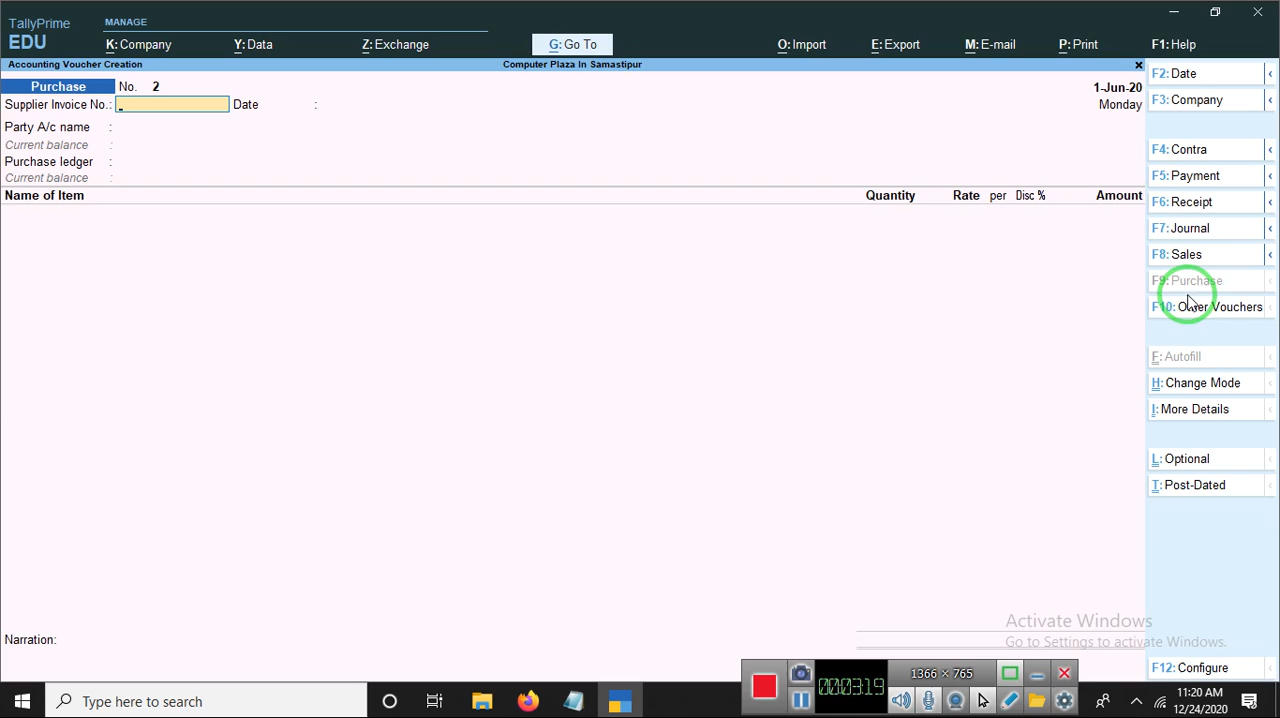 TallyPrime
EDU
MANAGE
K: Company
Y: Data
Z: Exchange
G: Go To
O: Import
E: Export
M: E-mail
P: Print
F1: Help
Accounting Voucher Creation
Computer Plaza In Samastipur
Purchase No. 2
1-Jun-20
Supplier Invoice No.: Date :
Monday
Party A/c name :
Current balance :
Purchase ledger :
Current balance :
Name of Item Quantity Rate per Disc % Amount
F2: Date
F3: Company
F4: Contra
F5: Payment
F6: Receipt
F7: Journal
F8: Sales
F9: Purchase
F10: Other Vouchers
F: Autofill
H: Change Mode
I: More Details
L: Optional
T: Post-Dated
Activate Windows
Go to Settings to activate Windows.
Narration:
F12: Configure
000:03:19
1366 × 765
Type here to search
11:20 AM
12/24/2020